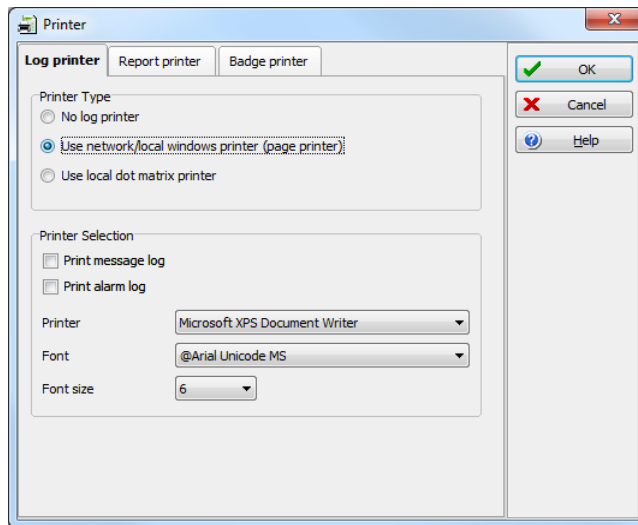 Printer
Log printer Report printer Badge printer
Printer Type
No log printer
Use network/local windows printer (page printer)
Use local dot matrix printer
Printer Selection
Print message log
Print alarm log
Printer Microsoft XPS Document Writer
Font @Arial Unicode MS
Font size 6
OK
Cancel
Help